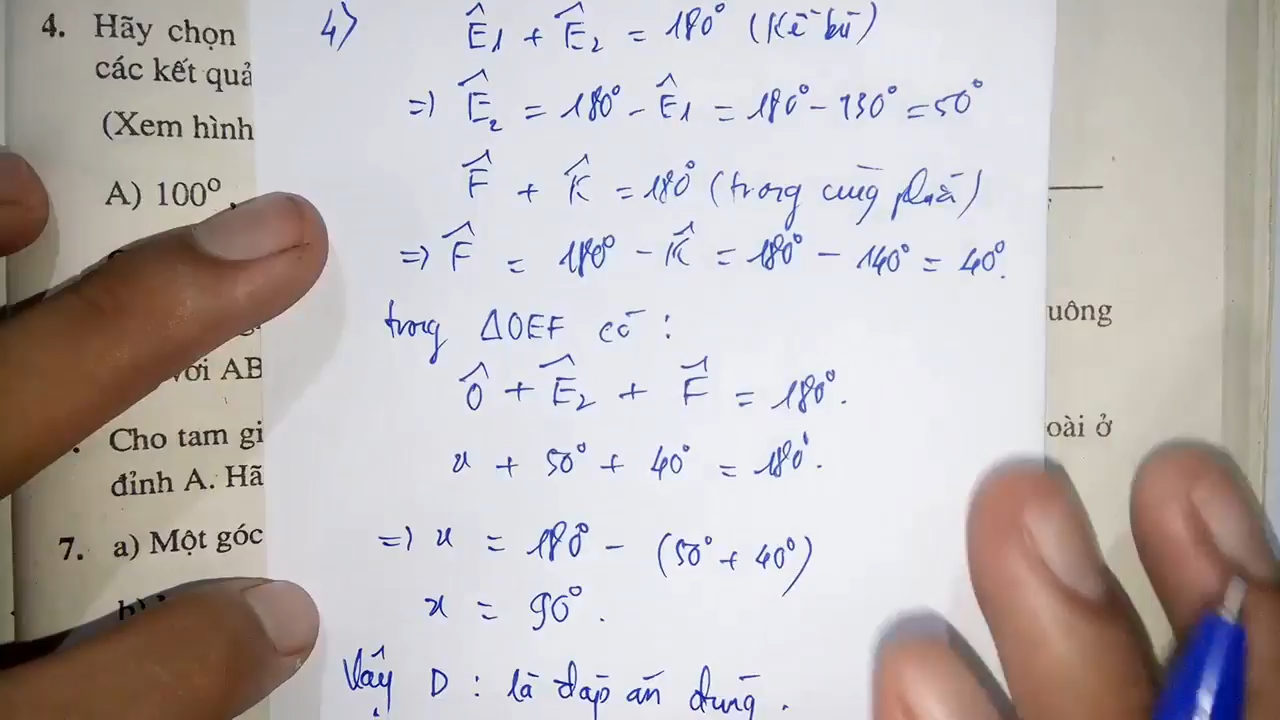 4. Hãy chọn
các kết quả
(Xem hình
A) 100°
ời AB
Cho tam gi
đỉnh A. Hã
7. a) Một góc
4) Ê1 + Ê2 = 180° (Kề bù)
=> Ê2 = 180° - Ê1 = 180° - 130° = 50°
F̂ + K̂ = 180° (trong cùng phía)
=> F̂ = 180° - K̂ = 180° - 140° = 40°.
trong ΔOEF có :
Ô + Ê2 + F̂ = 180°.
x + 50° + 40° = 180°.
=> x = 180° - (50° + 40°)
x = 90°.
Vậy D : là đáp án đúng.
uông
oài ở